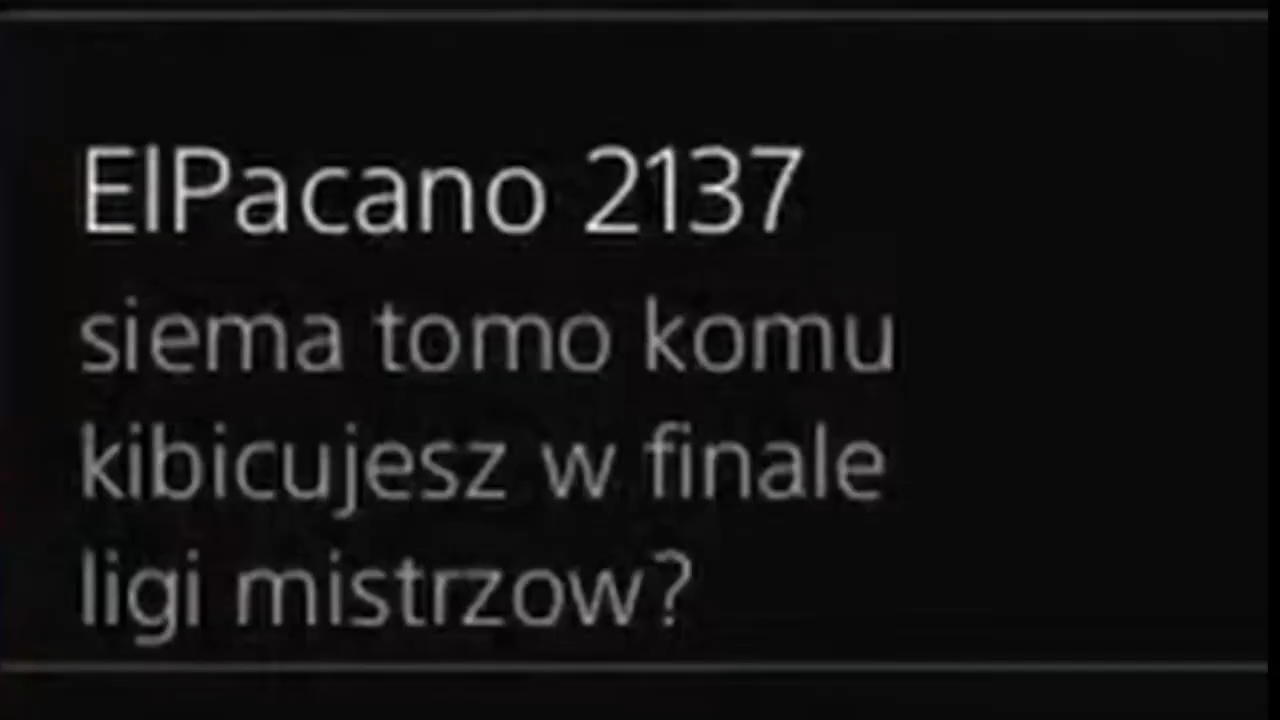 ElPacano 2137
siema tomo komu
kibicujesz w finale
ligi mistrzow?